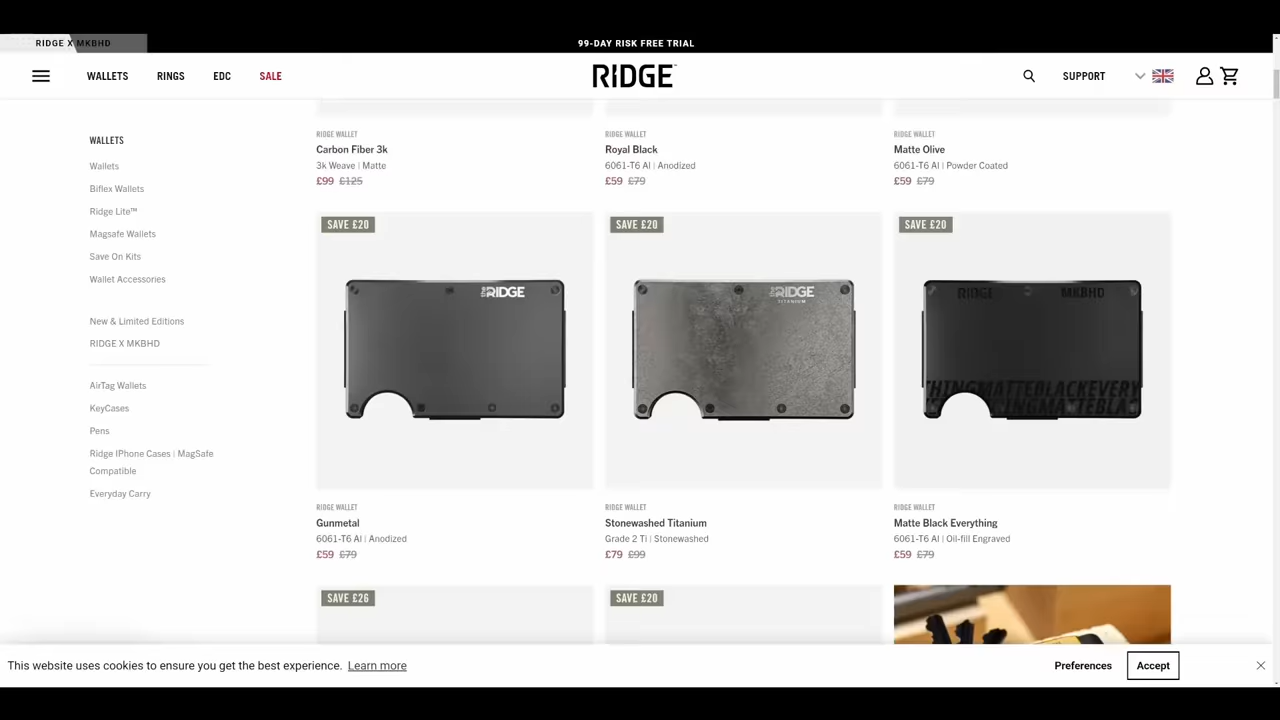 RIDGE X MKBHD
99-DAY RISK FREE TRIAL
WALLETS RINGS EDC SALE
RIDGE
SUPPORT
WALLETS
Wallets
Biflex Wallets
Ridge Lite™
Magsafe Wallets
Save On Kits
Wallet Accessories
New & Limited Editions
RIDGE X MKBHD
AirTag Wallets
KeyCases
Pens
Ridge IPhone Cases | MagSafe
Compatible
Everyday Carry
RIDGE WALLET
Carbon Fiber 3k
3k Weave | Matte
£99 £125
RIDGE WALLET
Royal Black
6061-T6 Al | Anodized
£59 £79
RIDGE WALLET
Matte Olive
6061-T6 Al | Powder Coated
£59 £79
SAVE £20
the RIDGE
RIDGE WALLET
Gunmetal
6061-T6 Al | Anodized
£59 £79
SAVE £20
the RIDGE
TITANIUM
RIDGE WALLET
Stonewashed Titanium
Grade 2 Ti | Stonewashed
£79 £99
SAVE £20
RIDGE MKBHD
HINGMATTEBLACKEVERY
INGMATTEBLA
RIDGE WALLET
Matte Black Everything
6061-T6 Al | Oil-fill Engraved
£59 £79
SAVE £26
SAVE £20
This website uses cookies to ensure you get the best experience. Learn more
Preferences
Accept